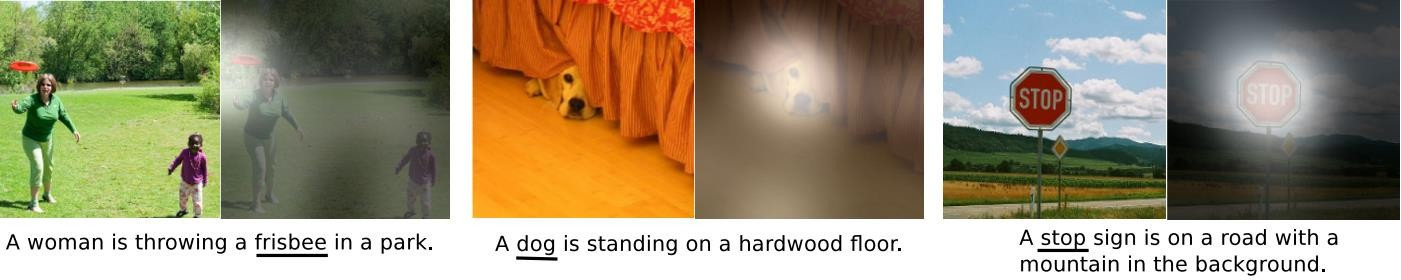 STOP
STOP
A woman is throwing a frisbee in a park.
A dog is standing on a hardwood floor.
A stop sign is on a road with a
mountain in the background.